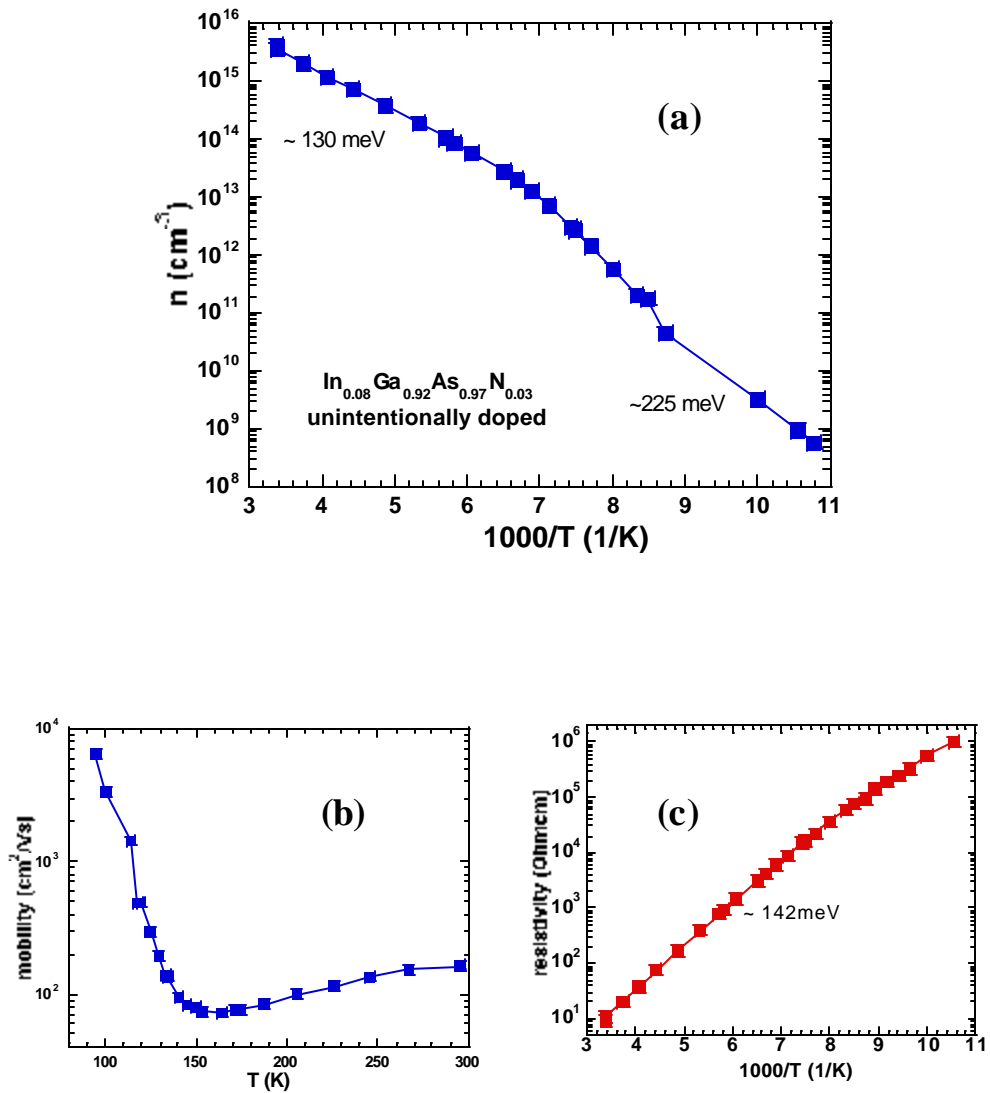 10^16
10^15
10^14
10^13
10^12
10^11
10^10
10^9
10^8
n (cm^-3)
(a)
~ 130 meV
In_0.08Ga_0.92As_0.97N_0.03
unintentionally doped
~225 meV
3 4 5 6 7 8 9 10 11
1000/T (1/K)
10^4
10^3
10^2
mobility [cm^2/Vs]
(b)
100 150 200 250 300
T (K)
10^6
10^5
10^4
10^3
10^2
10^1
resistivity [Ohmcm]
(c)
~ 142meV
3 4 5 6 7 8 9 10 11
1000/T (1/K)